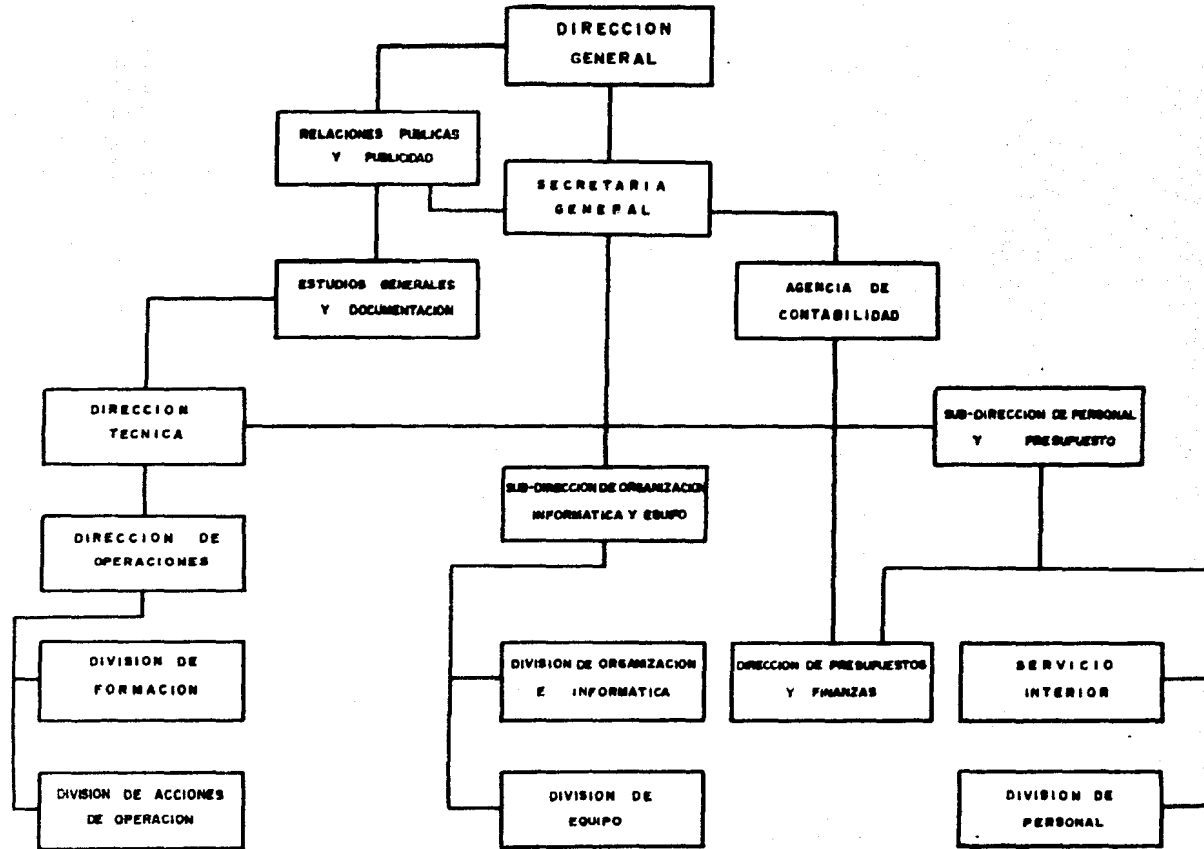 DIRECCION
GENERAL
RELACIONES PUBLICAS
Y PUBLICIDAD
SECRETARIA
GENERAL
ESTUDIOS GENERALES
Y DOCUMENTACION
AGENCIA DE
CONTABILIDAD
DIRECCION
TECNICA
SUB-DIRECCION DE PERSONAL
Y PRESUPUESTO
SUB-DIRECCION DE ORGANIZACION
INFORMATICA Y EQUIPO
DIRECCION DE
OPERACIONES
DIVISION DE
FORMACION
DIVISION DE ORGANIZACION
E INFORMATICA
DIRECCION DE PRESUPUESTOS
Y FINANZAS
SERVICIO
INTERIOR
DIVISION DE ACCIONES
DE OPERACION
DIVISION DE
EQUIPO
DIVISION DE
PERSONAL